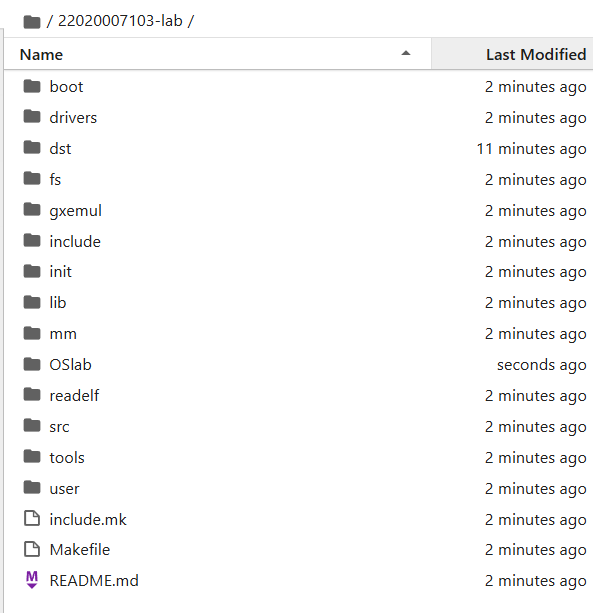 / 22020007103-lab /
Name Last Modified
boot 2 minutes ago
drivers 2 minutes ago
dst 11 minutes ago
fs 2 minutes ago
gxemul 2 minutes ago
include 2 minutes ago
init 2 minutes ago
lib 2 minutes ago
mm 2 minutes ago
OSlab seconds ago
readelf 2 minutes ago
src 2 minutes ago
tools 2 minutes ago
user 2 minutes ago
include.mk 2 minutes ago
Makefile 2 minutes ago
README.md 2 minutes ago